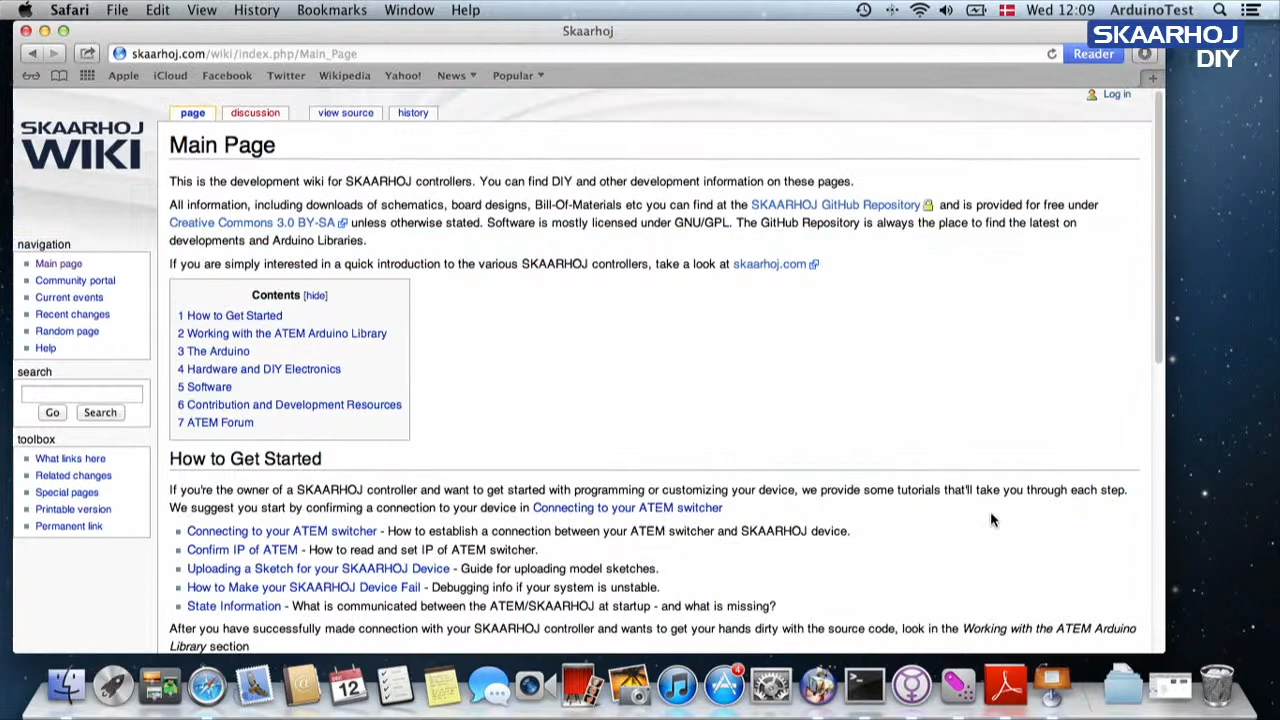 Safari File Edit View History Bookmarks Window Help Wed 12:09 ArduinoTest
SKAARHOJ
DIY
Skaarhoj
skaarhoj.com/wiki/index.php/Main_Page Reader
Apple iCloud Facebook Twitter Wikipedia Yahoo! News Popular
Log in
page discussion view source history
SKAARHOJ
WIKI
Main Page
This is the development wiki for SKAARHOJ controllers. You can find DIY and other development information on these pages.
All information, including downloads of schematics, board designs, Bill-Of-Materials etc you can find at the SKAARHOJ GitHub Repository and is provided for free under
Creative Commons 3.0 BY-SA unless otherwise stated. Software is mostly licensed under GNU/GPL. The GitHub Repository is always the place to find the latest on
developments and Arduino Libraries.
If you are simply interested in a quick introduction to the various SKAARHOJ controllers, take a look at skaarhoj.com
navigation
Main page
Community portal
Current events
Recent changes
Random page
Help
search
Go Search
toolbox
What links here
Related changes
Special pages
Printable version
Permanent link
Contents [hide]
1 How to Get Started
2 Working with the ATEM Arduino Library
3 The Arduino
4 Hardware and DIY Electronics
5 Software
6 Contribution and Development Resources
7 ATEM Forum
How to Get Started
If you're the owner of a SKAARHOJ controller and want to get started with programming or customizing your device, we provide some tutorials that'll take you through each step.
We suggest you start by confirming a connection to your device in Connecting to your ATEM switcher
Connecting to your ATEM switcher - How to establish a connection between your ATEM switcher and SKAARHOJ device.
Confirm IP of ATEM - How to read and set IP of ATEM switcher.
Uploading a Sketch for your SKAARHOJ Device - Guide for uploading model sketches.
How to Make your SKAARHOJ Device Fail - Debugging info if your system is unstable.
State Information - What is communicated between the ATEM/SKAARHOJ at startup - and what is missing?
After you have successfully made connection with your SKAARHOJ controller and wants to get your hands dirty with the source code, look in the Working with the ATEM Arduino
Library section
12
4